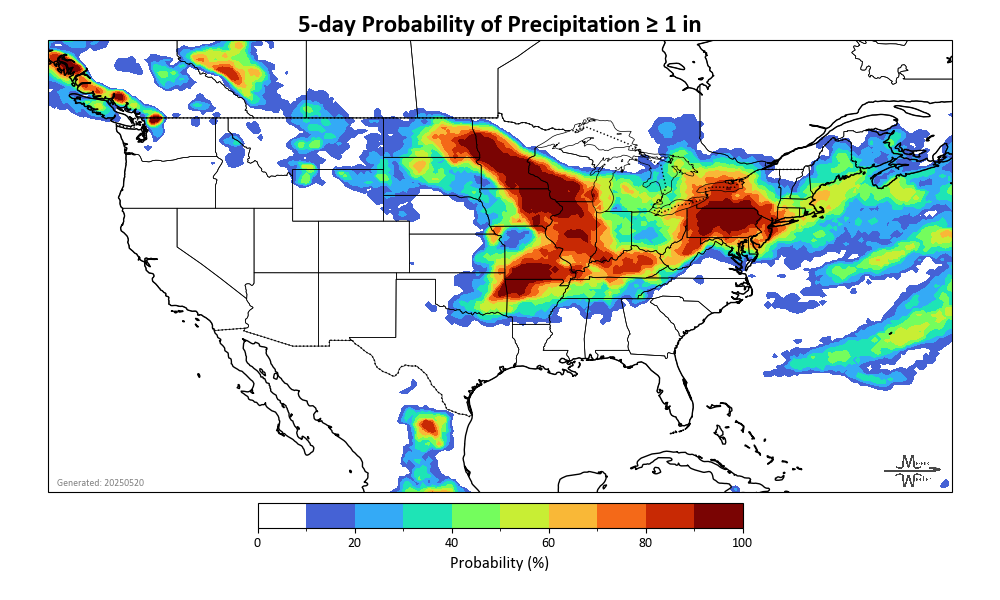 5-day Probability of Precipitation ≥ 1 in
Generated: 20250520
0 20 40 60 80 100
Probability (%)